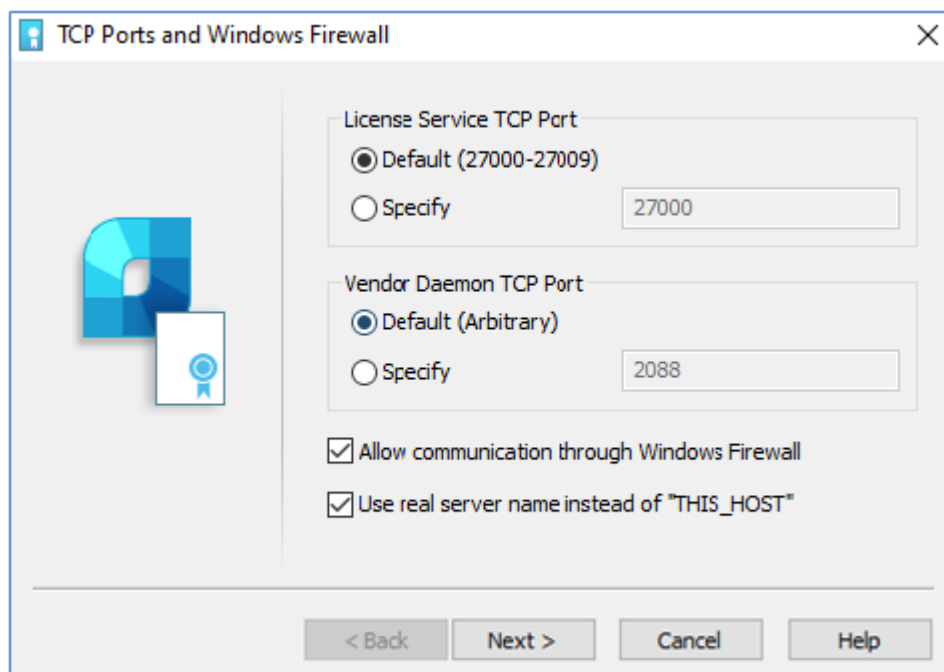 TCP Ports and Windows Firewall
License Service TCP Port
Default (27000-27009)
Specify
27000
Vendor Daemon TCP Port
Default (Arbitrary)
Specify
2088
Allow communication through Windows Firewall
Use real server name instead of "THIS_HOST"
< Back Next > Cancel Help